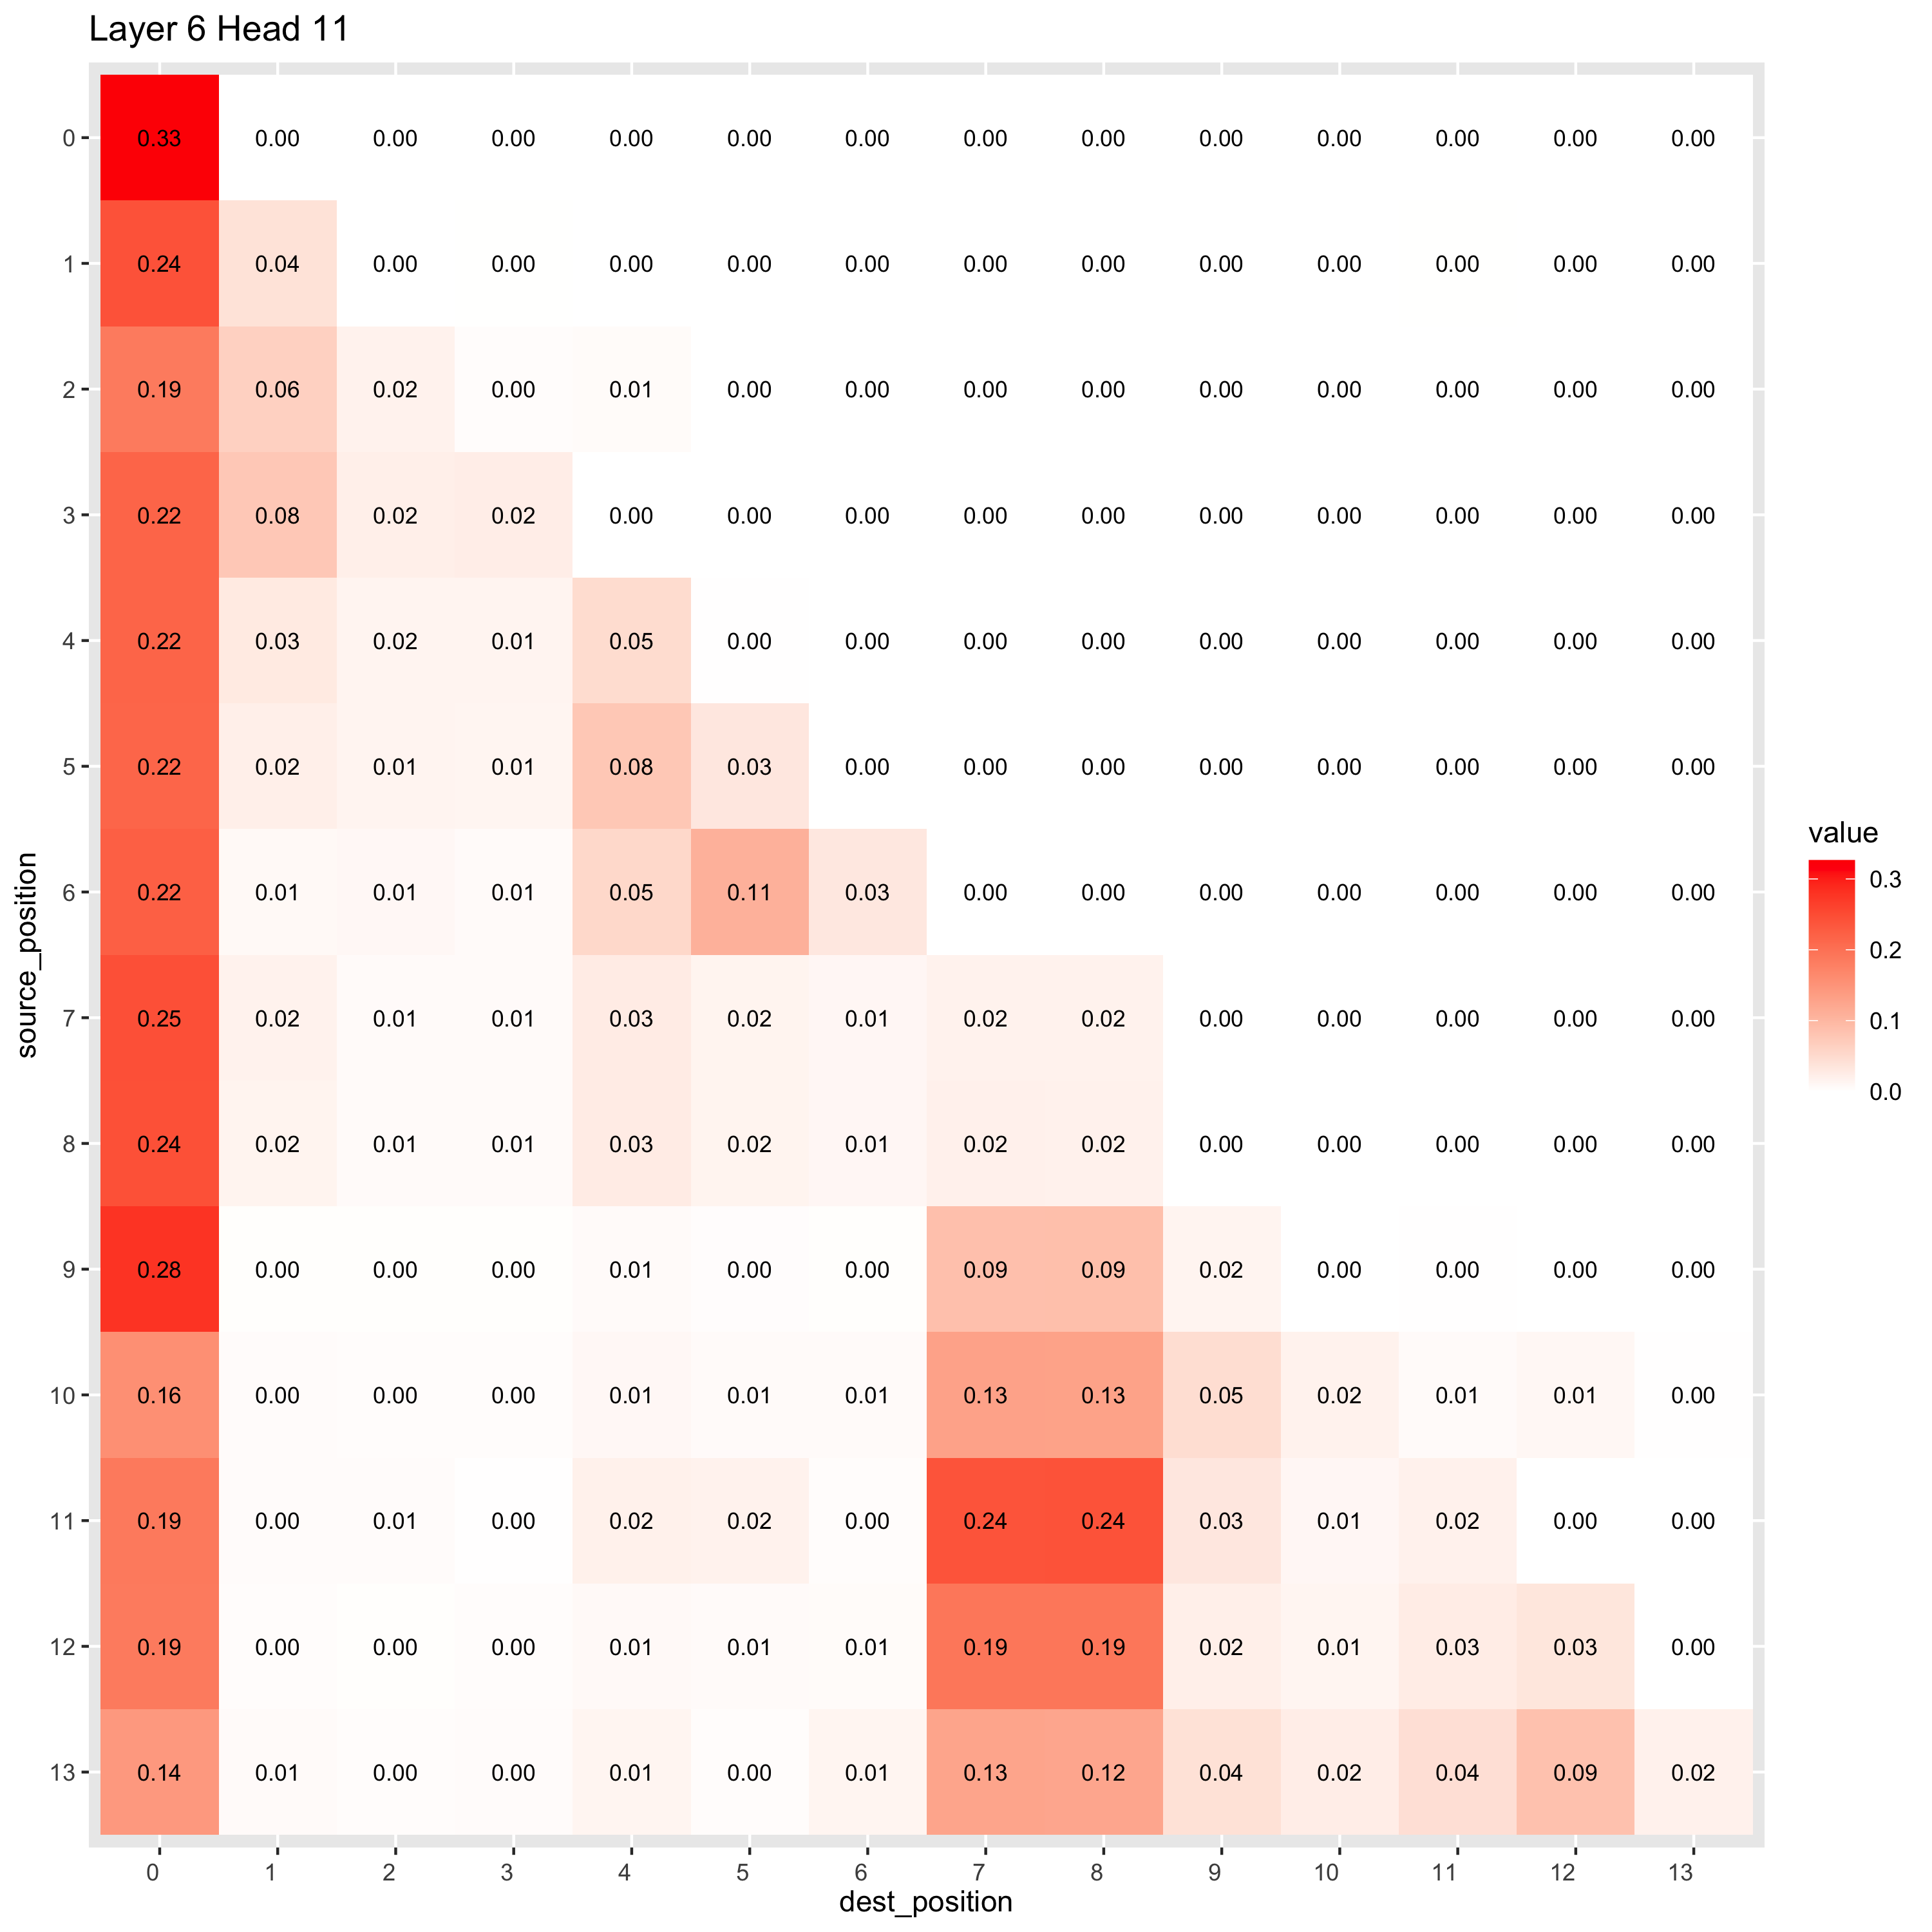 Layer 6 Head 11
0 0.33 0.00 0.00 0.00 0.00 0.00 0.00 0.00 0.00 0.00 0.00 0.00 0.00 0.00
1 0.24 0.04 0.00 0.00 0.00 0.00 0.00 0.00 0.00 0.00 0.00 0.00 0.00 0.00
2 0.19 0.06 0.02 0.00 0.01 0.00 0.00 0.00 0.00 0.00 0.00 0.00 0.00 0.00
3 0.22 0.08 0.02 0.02 0.00 0.00 0.00 0.00 0.00 0.00 0.00 0.00 0.00 0.00
4 0.22 0.03 0.02 0.01 0.05 0.00 0.00 0.00 0.00 0.00 0.00 0.00 0.00 0.00
5 0.22 0.02 0.01 0.01 0.08 0.03 0.00 0.00 0.00 0.00 0.00 0.00 0.00 0.00
6 0.22 0.01 0.01 0.01 0.05 0.11 0.03 0.00 0.00 0.00 0.00 0.00 0.00 0.00
7 0.25 0.02 0.01 0.01 0.03 0.02 0.01 0.02 0.02 0.00 0.00 0.00 0.00 0.00
8 0.24 0.02 0.01 0.01 0.03 0.02 0.01 0.02 0.02 0.00 0.00 0.00 0.00 0.00
9 0.28 0.00 0.00 0.00 0.01 0.00 0.00 0.09 0.09 0.02 0.00 0.00 0.00 0.00
10 0.16 0.00 0.00 0.00 0.01 0.01 0.01 0.13 0.13 0.05 0.02 0.01 0.01 0.00
11 0.19 0.00 0.01 0.00 0.02 0.02 0.00 0.24 0.24 0.03 0.01 0.02 0.00 0.00
12 0.19 0.00 0.00 0.00 0.01 0.01 0.01 0.19 0.19 0.02 0.01 0.03 0.03 0.00
13 0.14 0.01 0.00 0.00 0.01 0.00 0.01 0.13 0.12 0.04 0.02 0.04 0.09 0.02
0 1 2 3 4 5 6 7 8 9 10 11 12 13
dest_position
source_position
value
0.3
0.2
0.1
0.0